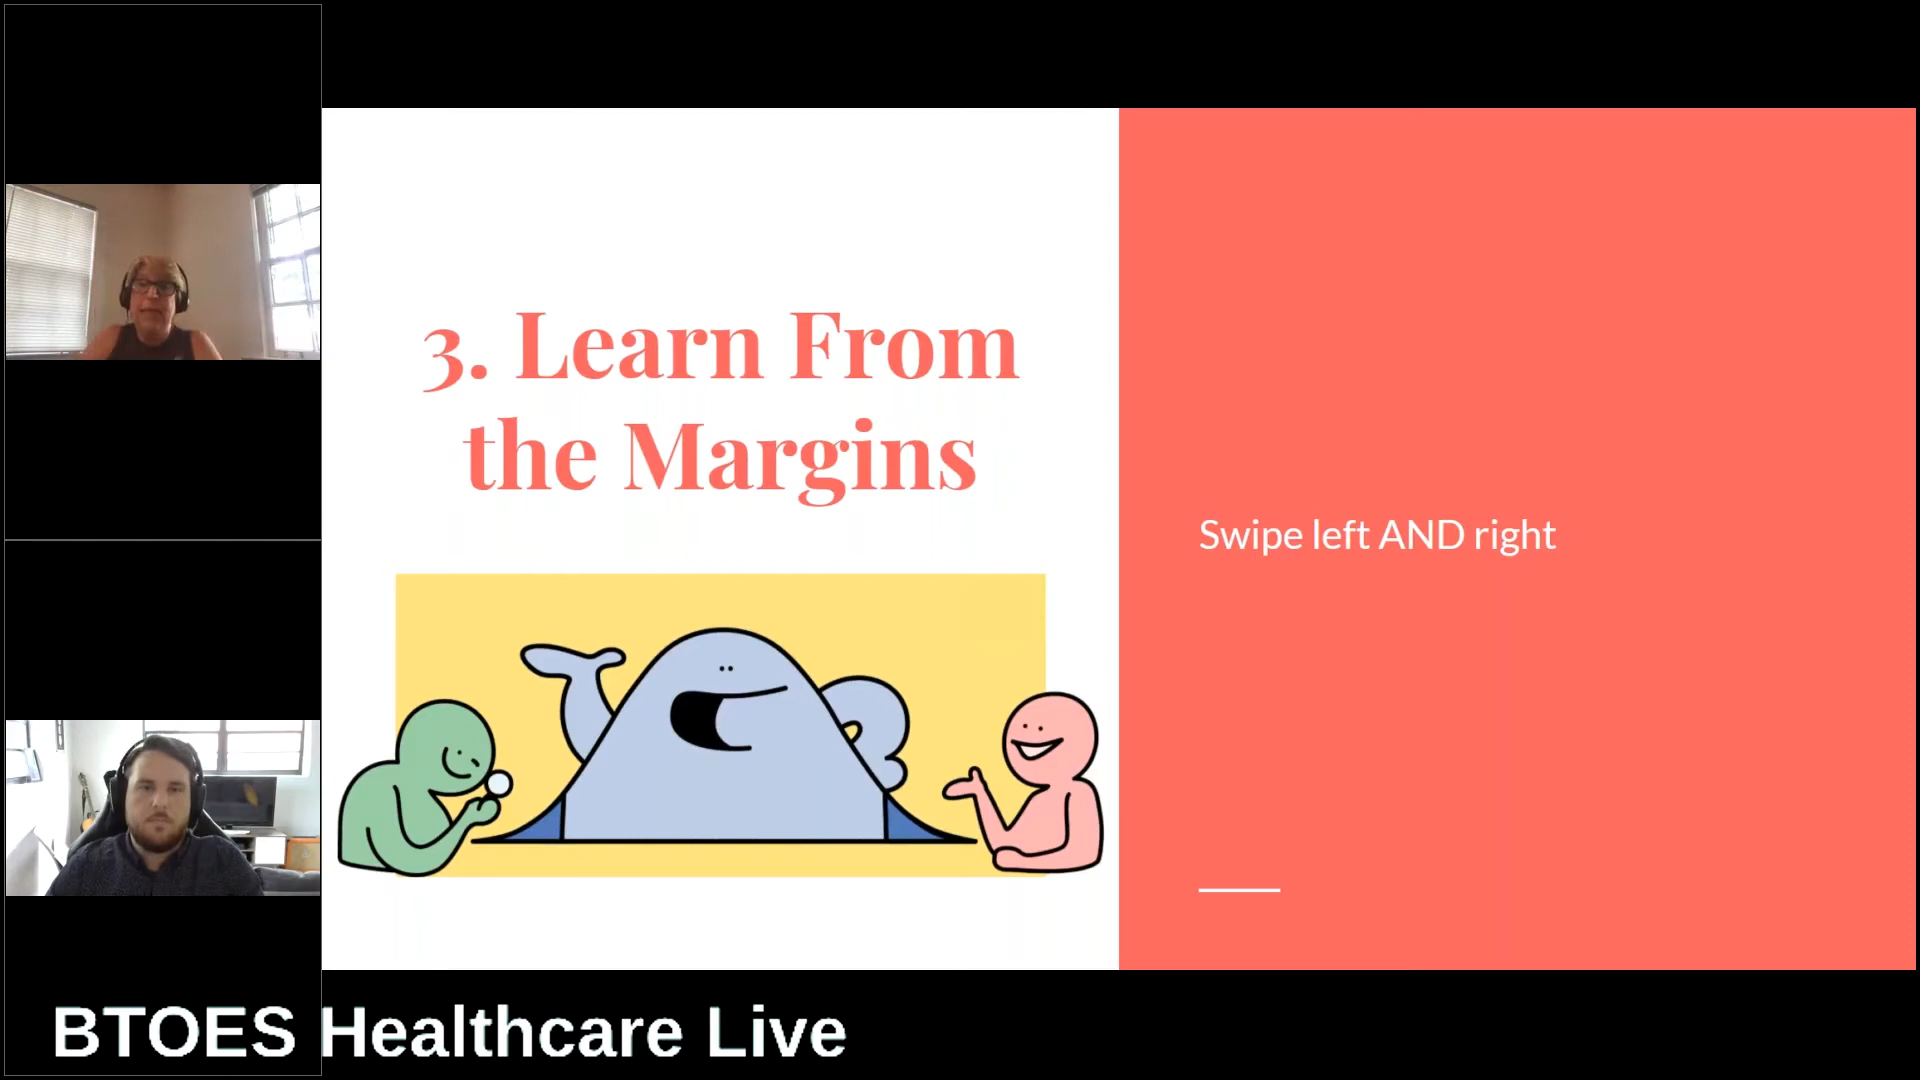 3. Learn From
the Margins
Swipe left AND right
BTOES Healthcare Live